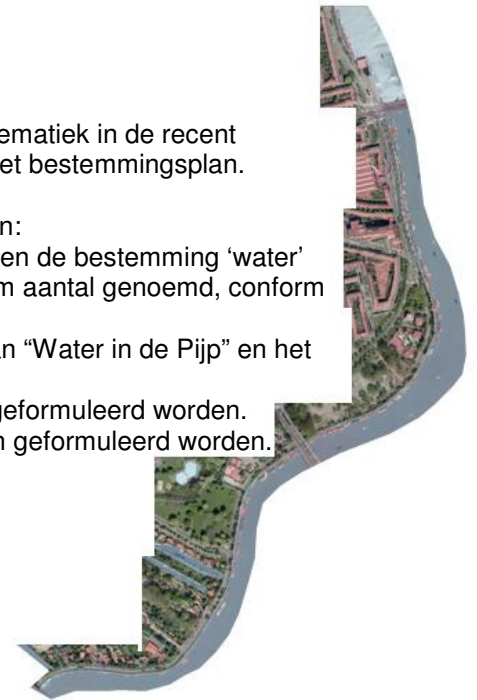 ematiek in de recent
et bestemmingsplan.
n:
en de bestemming ‘water’
m aantal genoemd, conform
an “Water in de Pijp” en het
geformuleerd worden.
n geformuleerd worden.